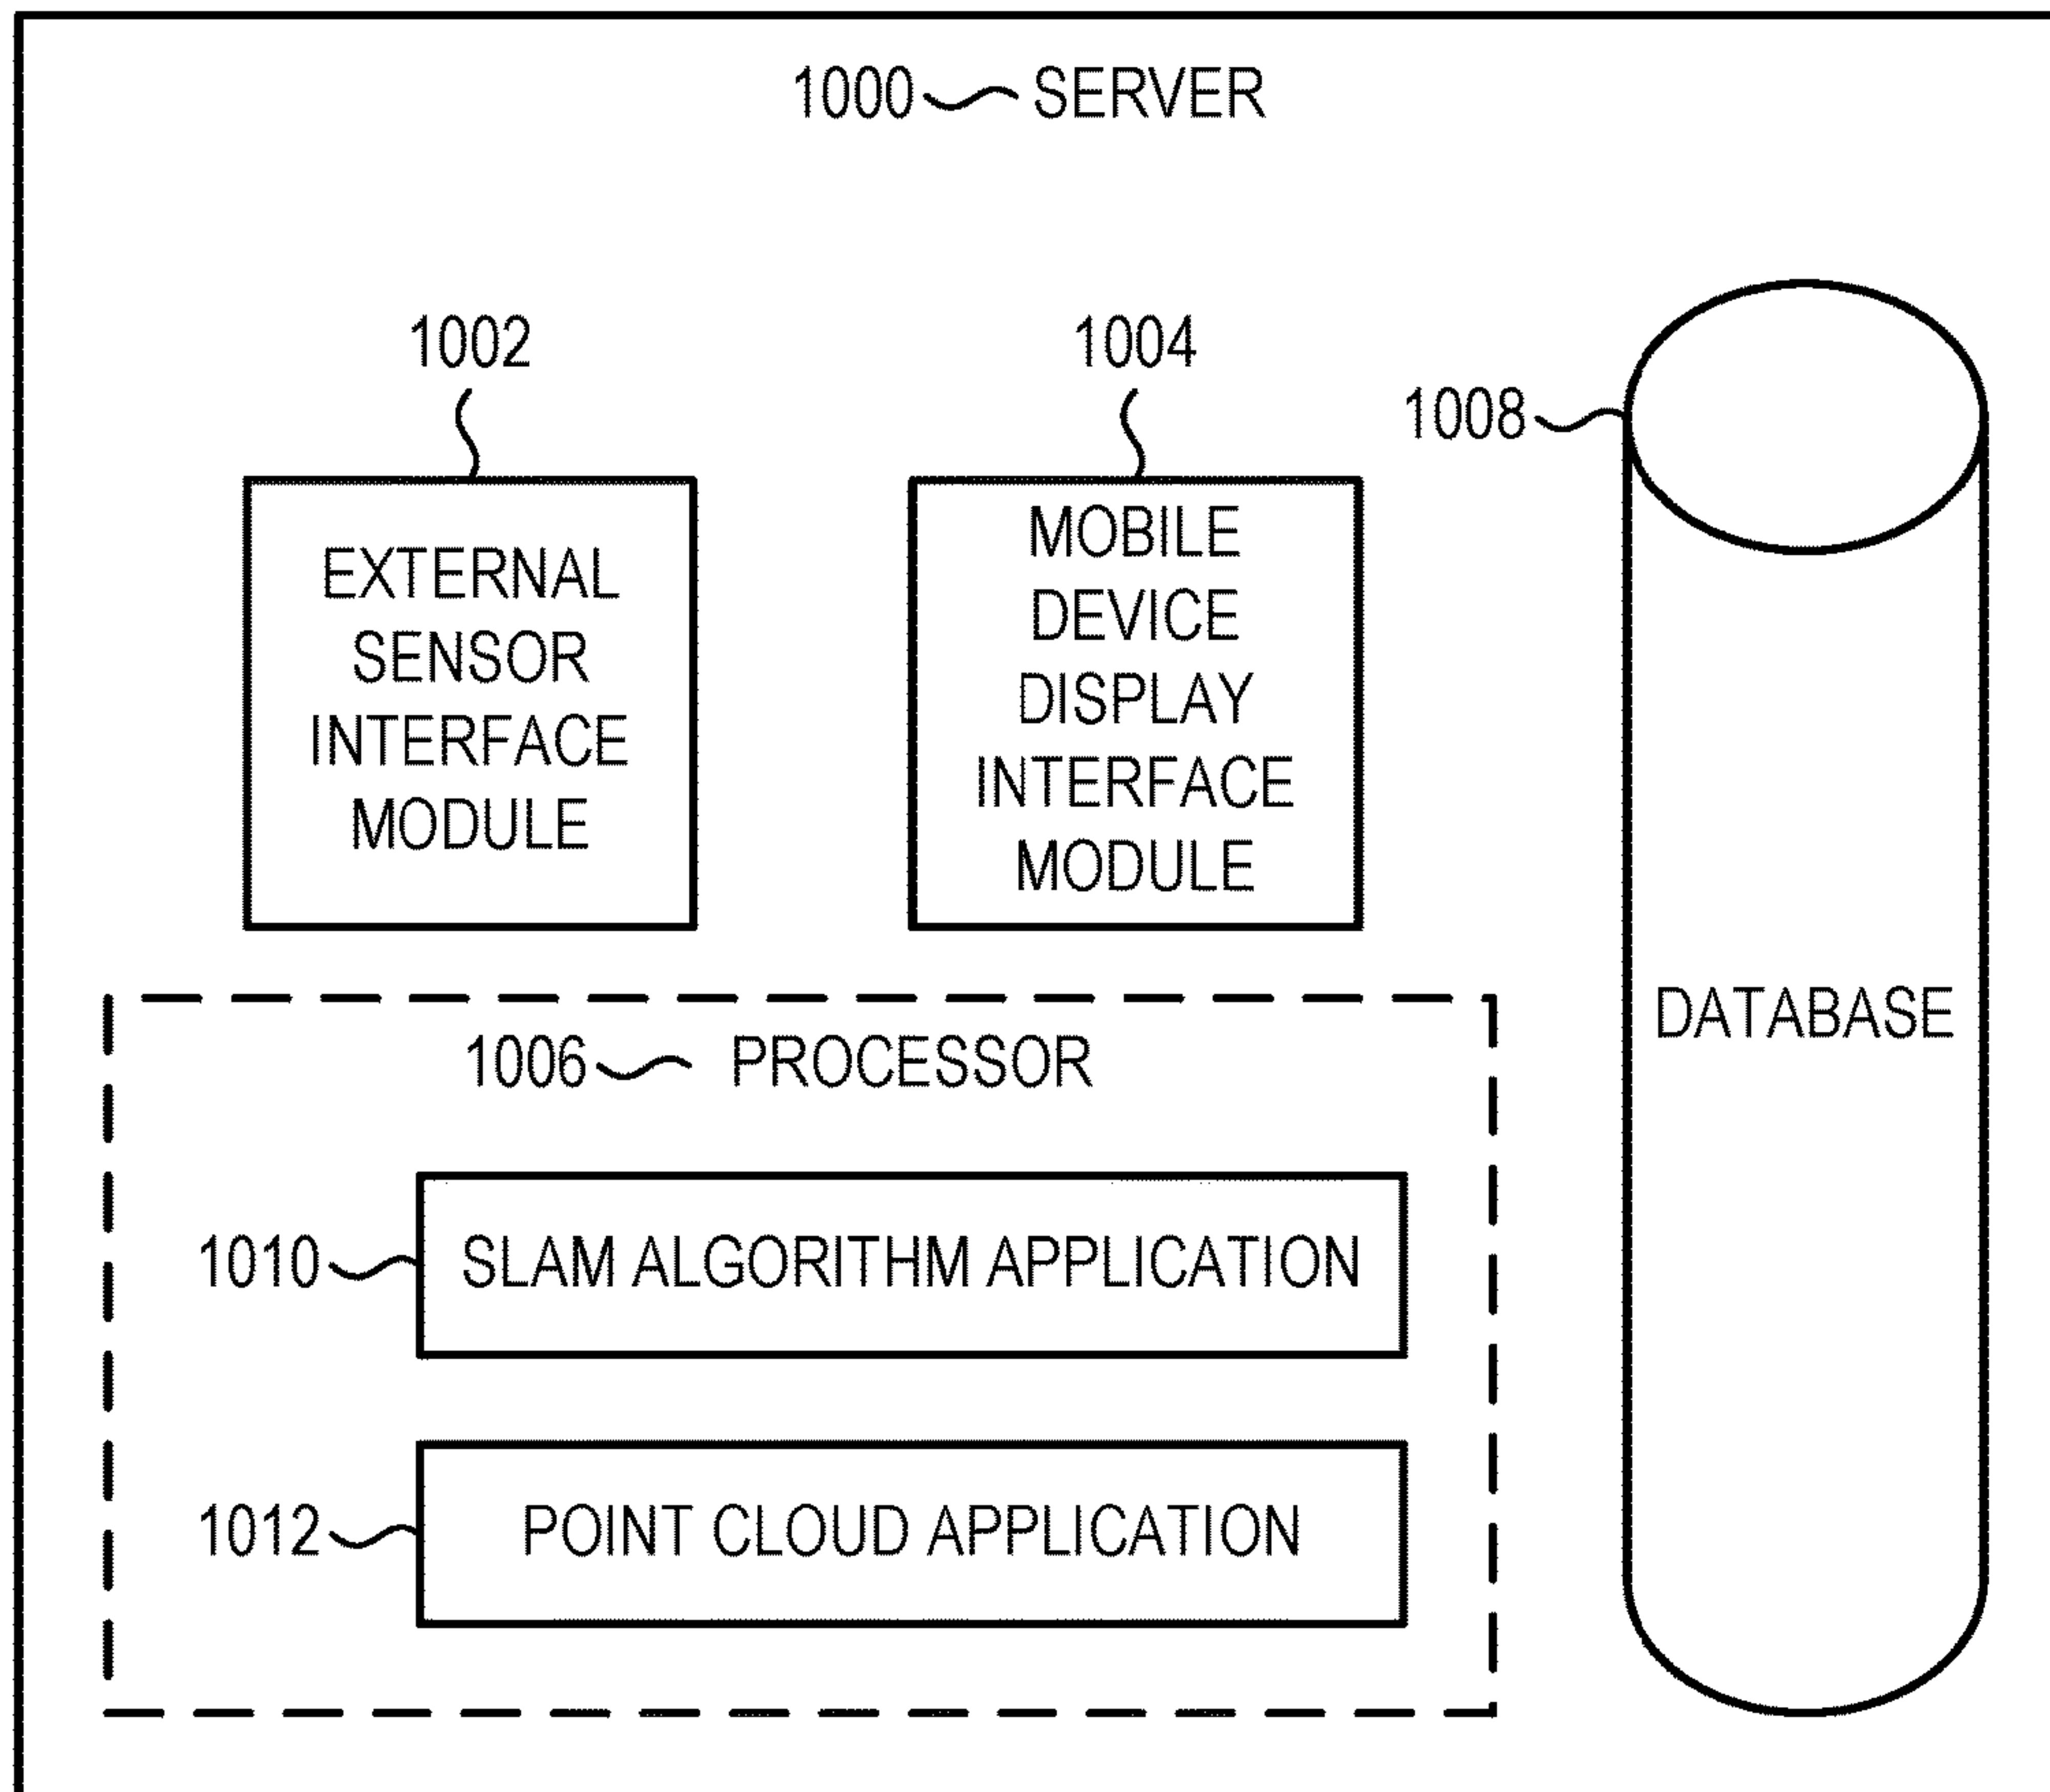 1000 SERVER
1002
1004
1008
EXTERNAL
SENSOR
INTERFACE
MODULE
MOBILE
DEVICE
DISPLAY
INTERFACE
MODULE
DATABASE
1006 PROCESSOR
1010 SLAM ALGORITHM APPLICATION
1012 POINT CLOUD APPLICATION